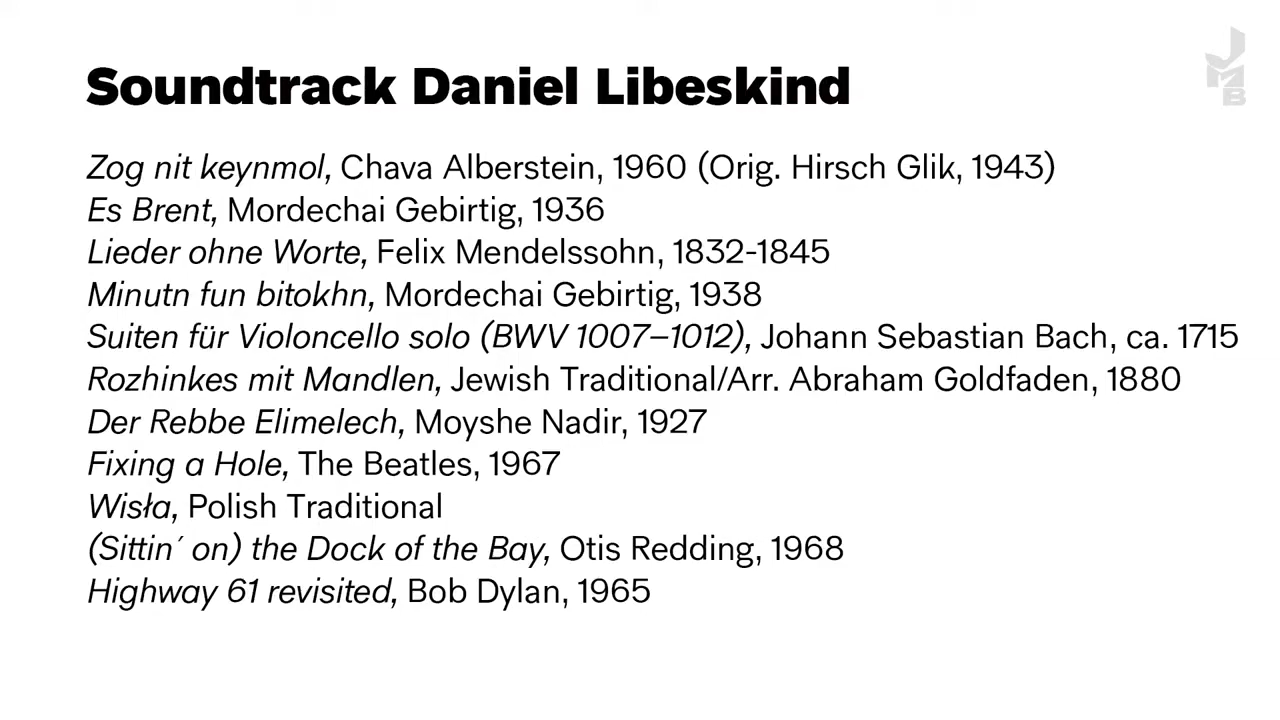 Soundtrack Daniel Libeskind
JMB
Zog nit keynmol, Chava Alberstein, 1960 (Orig. Hirsch Glik, 1943)
Es Brent, Mordechai Gebirtig, 1936
Lieder ohne Worte, Felix Mendelssohn, 1832-1845
Minutn fun bitokhn, Mordechai Gebirtig, 1938
Suiten für Violoncello solo (BWV 1007–1012), Johann Sebastian Bach, ca. 1715
Rozhinkes mit Mandlen, Jewish Traditional/Arr. Abraham Goldfaden, 1880
Der Rebbe Elimelech, Moyshe Nadir, 1927
Fixing a Hole, The Beatles, 1967
Wisła, Polish Traditional
(Sittin´ on) the Dock of the Bay, Otis Redding, 1968
Highway 61 revisited, Bob Dylan, 1965